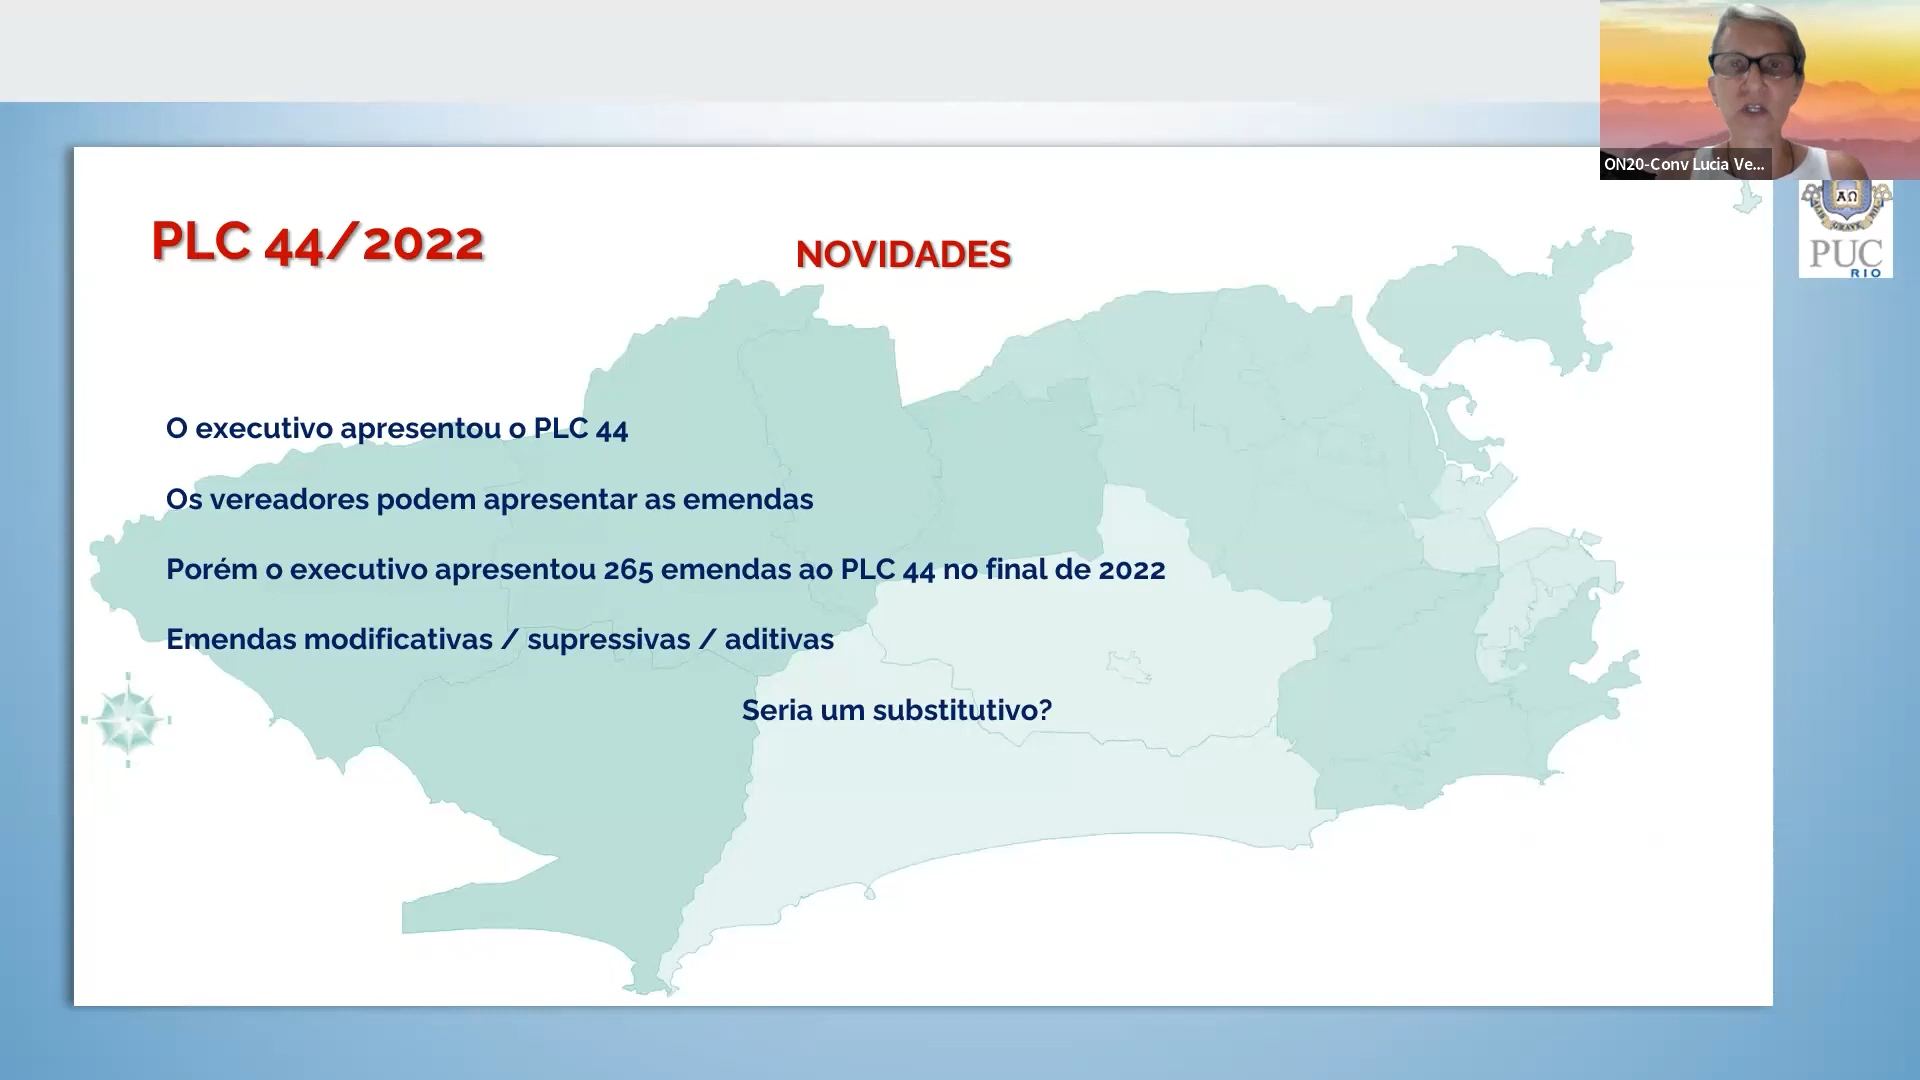 ON20-Conv Lucia Ve...
ΑΩ
PUC
RIO
PLC 44/2022
NOVIDADES
O executivo apresentou o PLC 44
Os vereadores podem apresentar as emendas
Porém o executivo apresentou 265 emendas ao PLC 44 no final de 2022
Emendas modificativas / supressivas / aditivas
Seria um substitutivo?